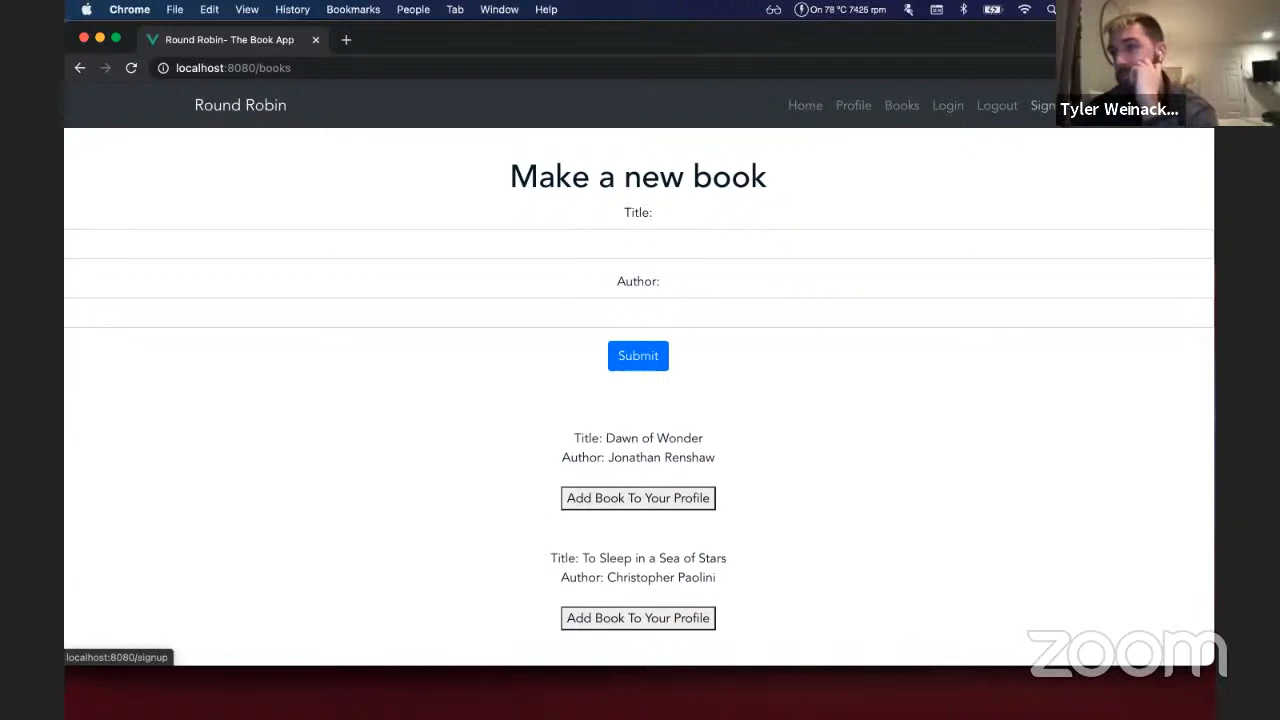 Chrome File Edit View History Bookmarks People Tab Window Help On 78 °C 7426 rpm
Round Robin- The Book App
localhost:8080/books
Round Robin Home Profile Books Login Logout Sign
Tyler Weinack...
Make a new book
Title:
Author:
Submit
Title: Dawn of Wonder
Author: Jonathan Renshaw
Add Book To Your Profile
Title: To Sleep in a Sea of Stars
Author: Christopher Paolini
Add Book To Your Profile
localhost:8080/signup
zoom